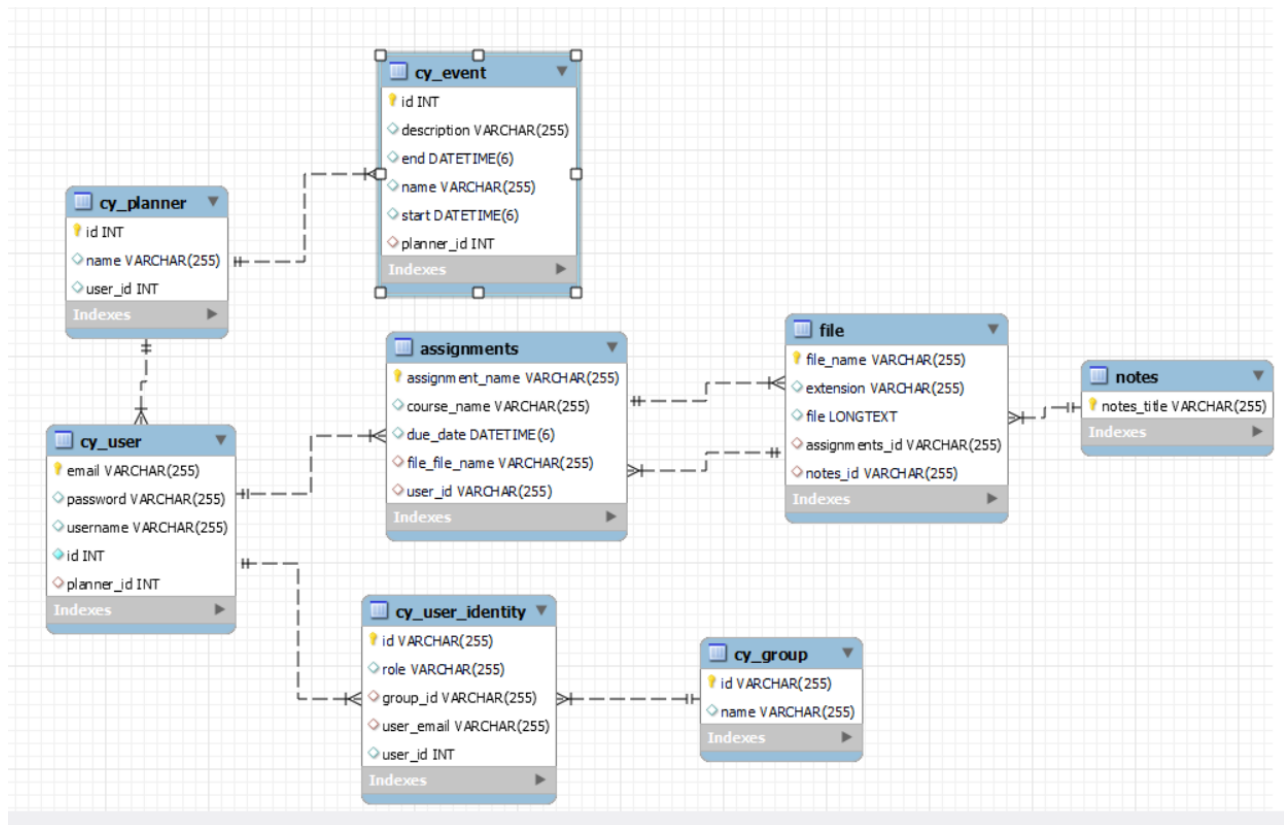 cy_event
id INT
description VARCHAR(255)
end DATETIME(6)
name VARCHAR(255)
start DATETIME(6)
planner_id INT
Indexes
cy_planner
id INT
name VARCHAR(255)
user_id INT
Indexes
assignments
assignment_name VARCHAR(255)
course_name VARCHAR(255)
due_date DATETIME(6)
file_file_name VARCHAR(255)
user_id VARCHAR(255)
Indexes
file
file_name VARCHAR(255)
extension VARCHAR(255)
file LONGTEXT
assignments_id VARCHAR(255)
notes_id VARCHAR(255)
Indexes
notes
notes_title VARCHAR(255)
Indexes
cy_user
email VARCHAR(255)
password VARCHAR(255)
username VARCHAR(255)
id INT
planner_id INT
Indexes
cy_user_identity
id VARCHAR(255)
role VARCHAR(255)
group_id VARCHAR(255)
user_email VARCHAR(255)
user_id INT
Indexes
cy_group
id VARCHAR(255)
name VARCHAR(255)
Indexes